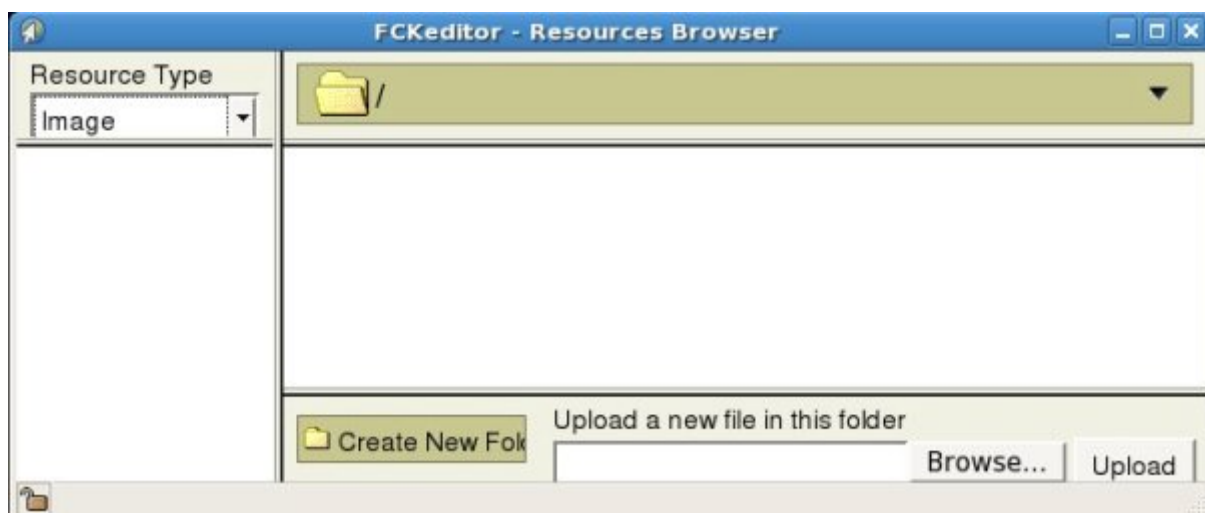 FCKeditor - Resources Browser
Resource Type
Image
/
Upload a new file in this folder
Create New Fol
Browse...
Upload